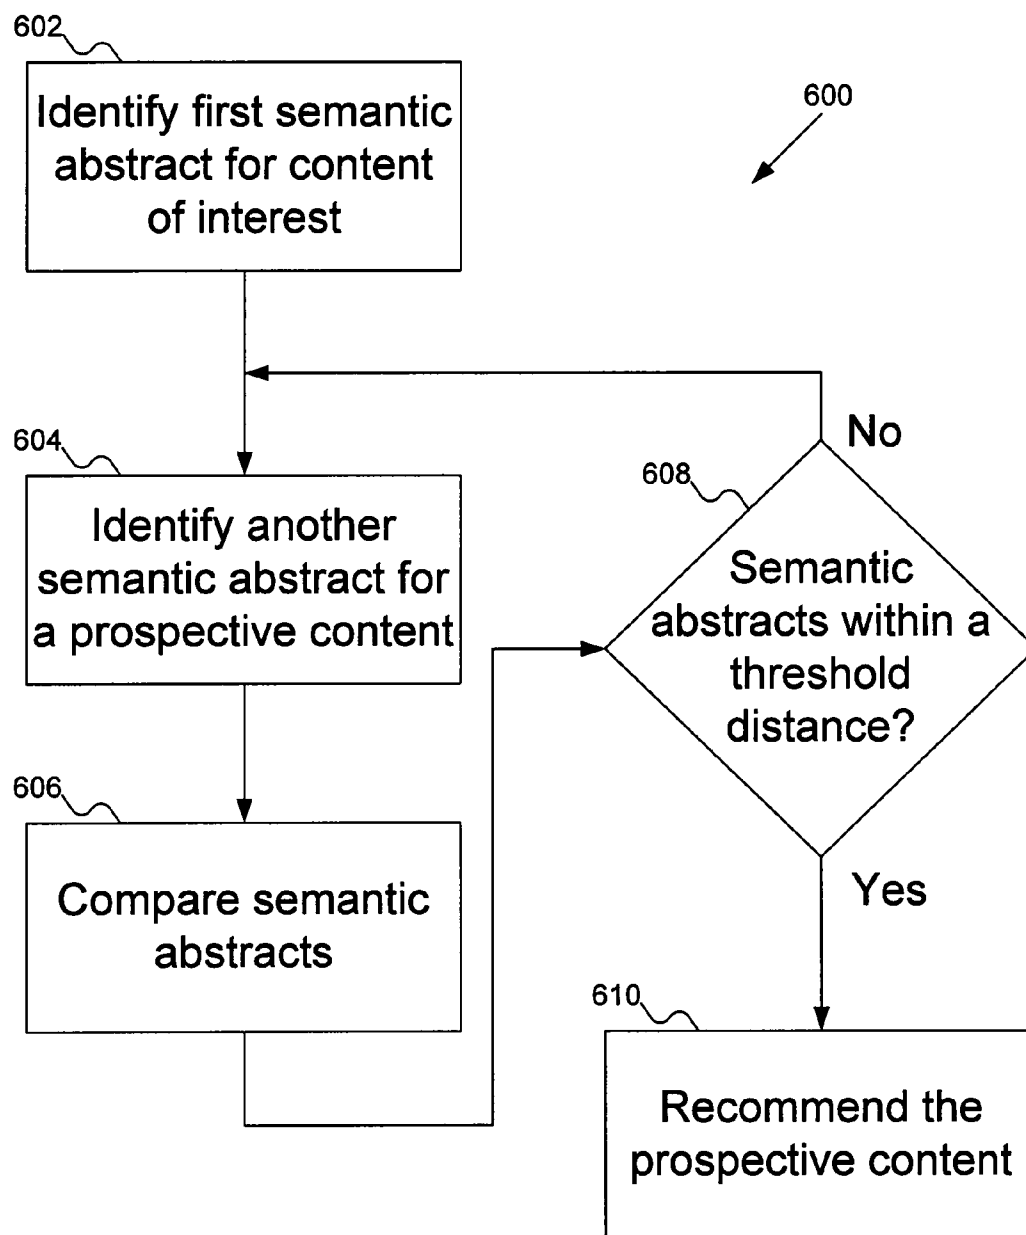 602
Identify first semantic
abstract for content
of interest
600
604
Identify another
semantic abstract for
a prospective content
606
Compare semantic
abstracts
No
608
Semantic
abstracts within a
threshold
distance?
Yes
610
Recommend the
prospective content